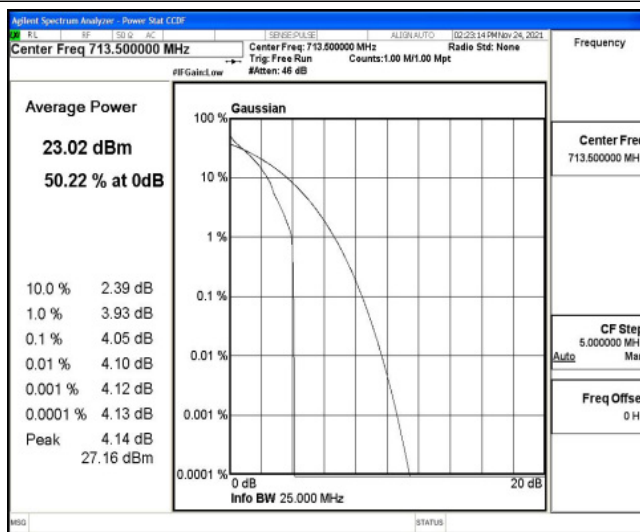 Agilent Spectrum Analyzer - Power Stat CCDF
RL RF 50 Ω AC SENSE:PULSE ALIGN AUTO 02:23:14 PM Nov 24, 2021
Center Freq 713.500000 MHz
Center Freq: 713.500000 MHz Radio Std: None
Trig: Free Run Counts:1.00 M/1.00 Mpt
#IFGain:Low #Atten: 46 dB
Frequency
Average Power
23.02 dBm
50.22 % at 0dB
10.0 % 2.39 dB
1.0 % 3.93 dB
0.1 % 4.05 dB
0.01 % 4.10 dB
0.001 % 4.12 dB
0.0001 % 4.13 dB
Peak 4.14 dB
27.16 dBm
Gaussian
100 %
10 %
1 %
0.1 %
0.01 %
0.001 %
0.0001 %
0 dB 20 dB
Info BW 25.000 MHz
Center Fre
713.500000 MH
CF Step
5.000000 MH
Auto Ma
Freq Offse
0 H
MSG STATUS